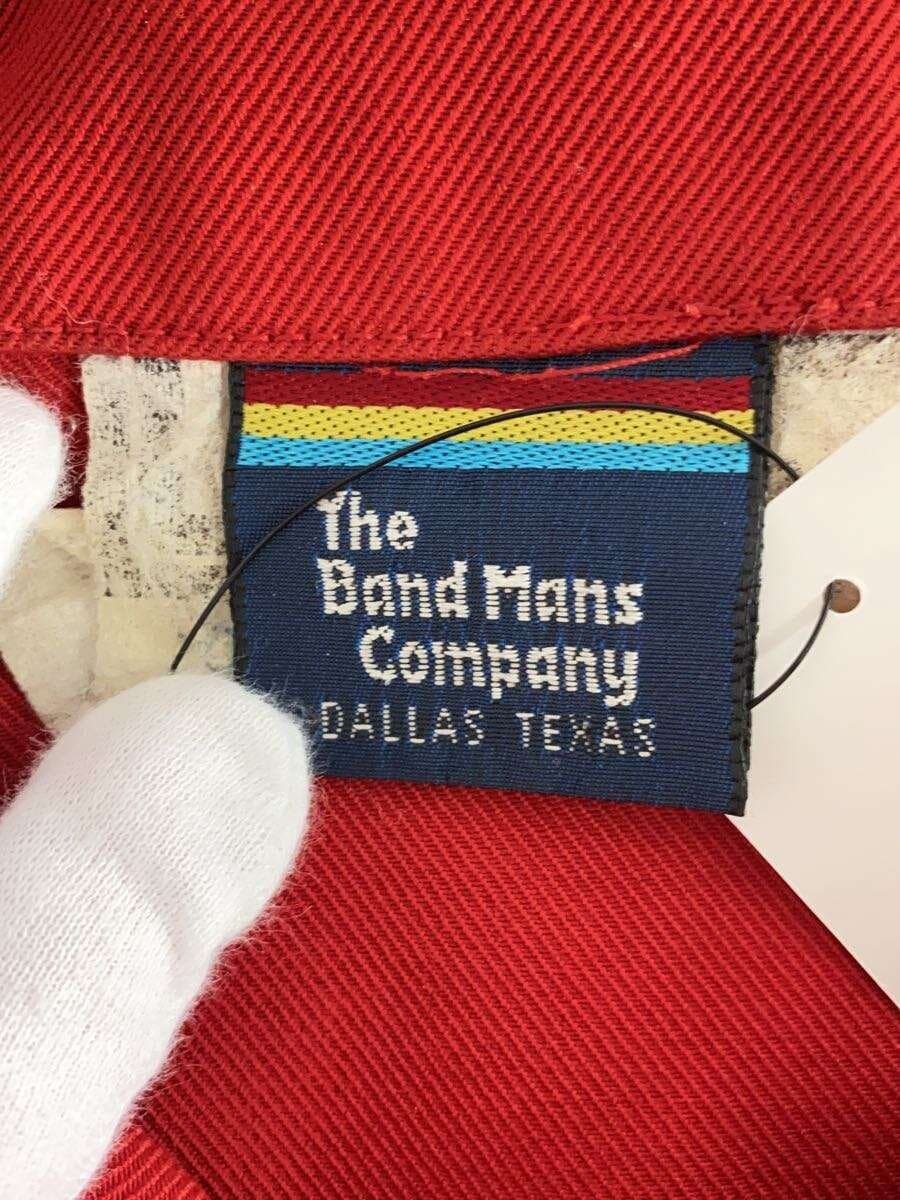 The
Band Mans
Company
DALLAS TEXAS